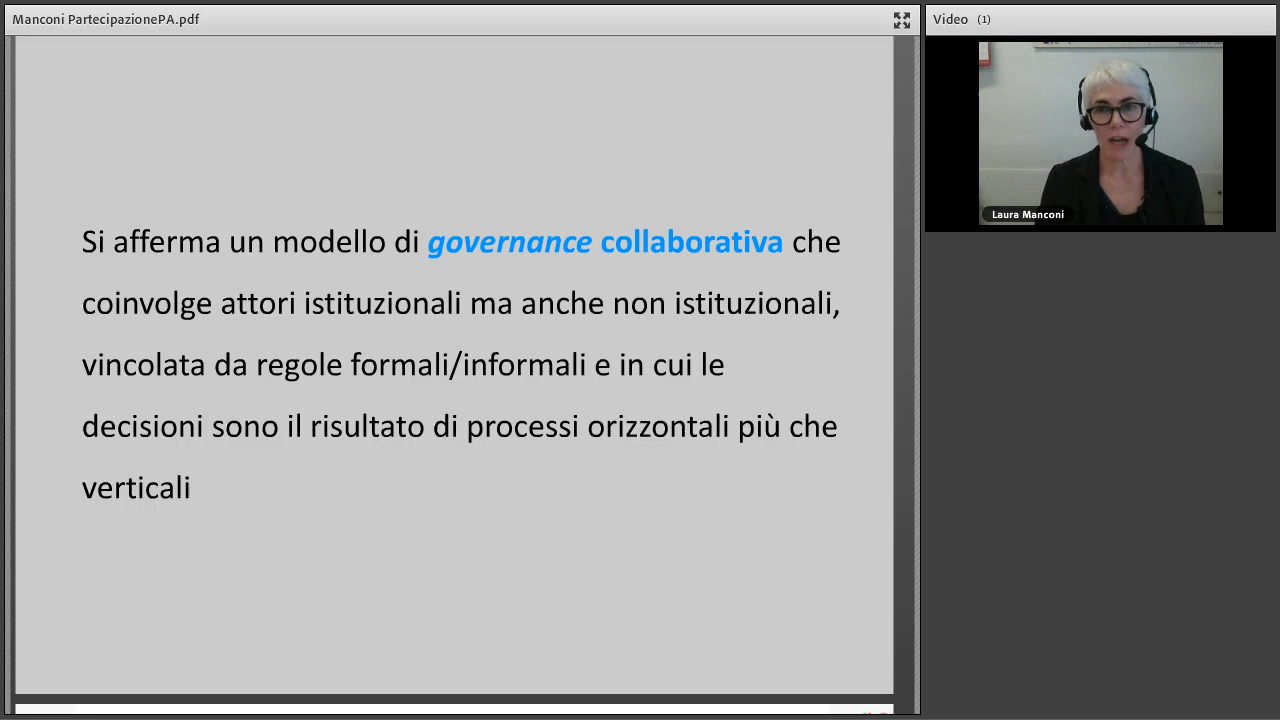 Manconi PartecipazionePA.pdf
Video (1)
Laura Manconi
Si afferma un modello di governance collaborativa che
coinvolge attori istituzionali ma anche non istituzionali,
vincolata da regole formali/informali e in cui le
decisioni sono il risultato di processi orizzontali più che
verticali